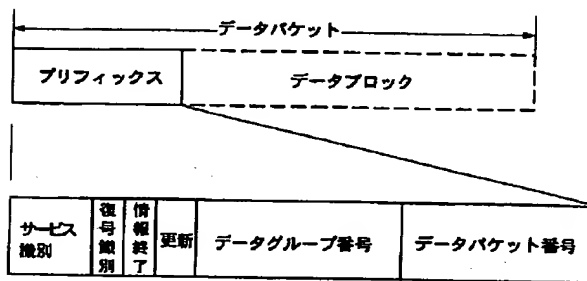 データパケット
プリフィックス
データブロック
サービス
識別
復号識別
情報終了
更新
データグループ番号
データパケット番号